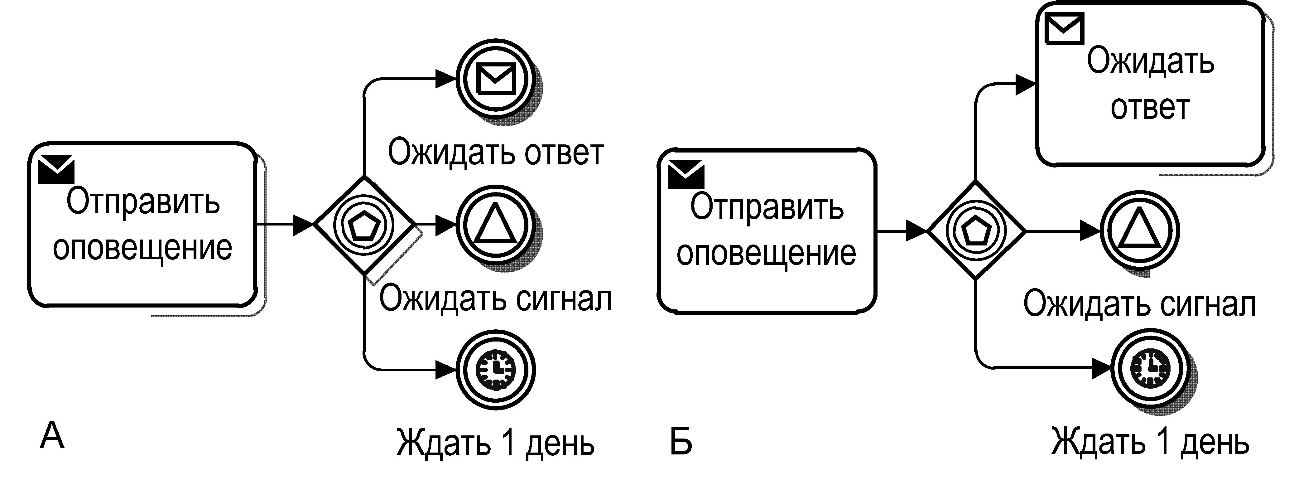 Отправить
оповещение
Ожидать ответ
Ожидать сигнал
Ждать 1 день
А
Отправить
оповещение
Ожидать
ответ
Ожидать сигнал
Ждать 1 день
Б